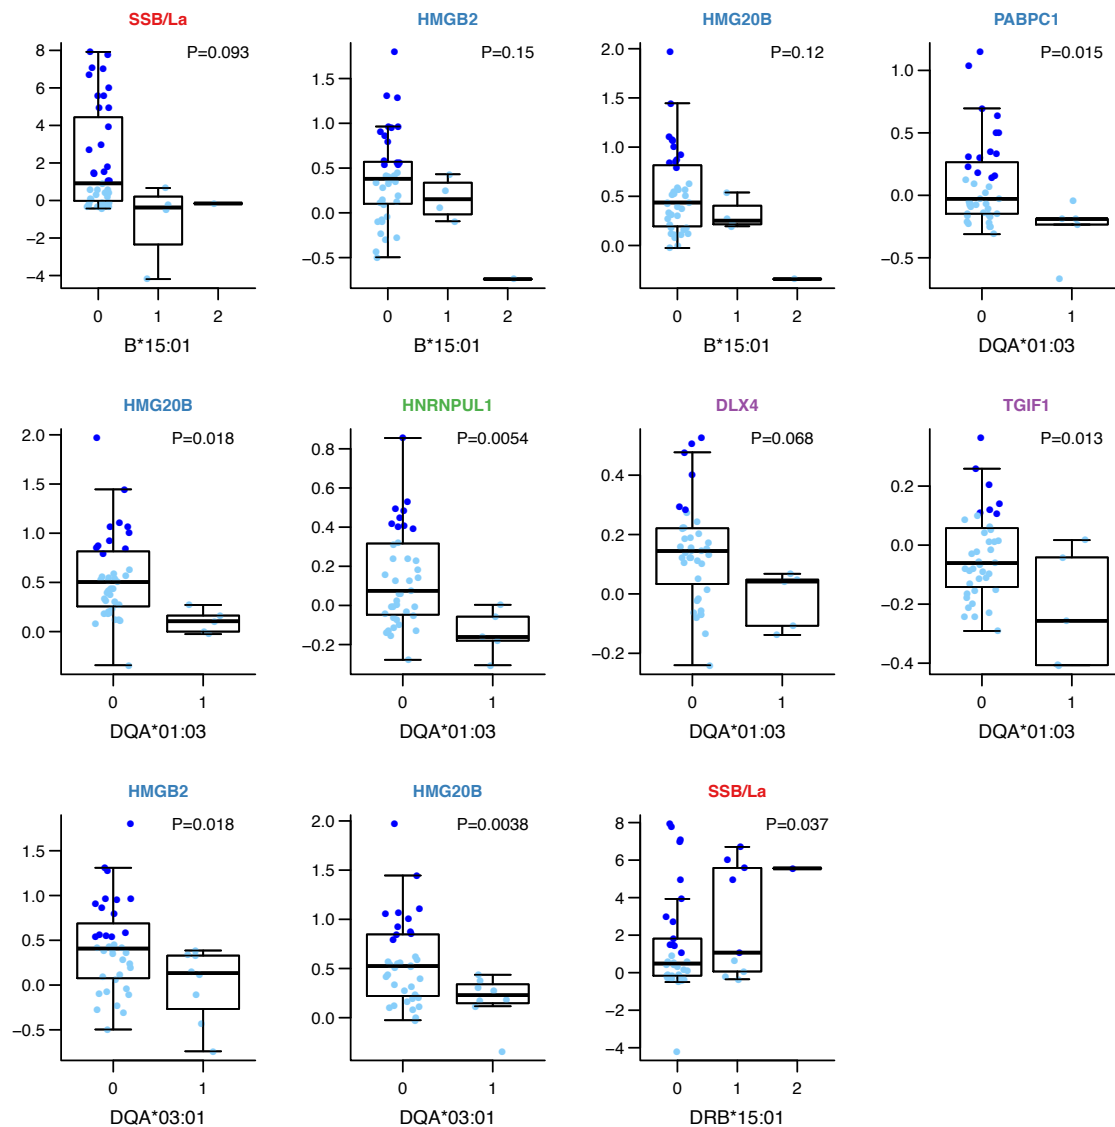 SSB/La
P=0.093
8
6
4
2
0
−2
−4
0 1 2
B*15:01
HMGB2
P=0.15
1.5
1.0
0.5
0.0
−0.5
0 1 2
B*15:01
HMG20B
P=0.12
2.0
1.5
1.0
0.5
0.0
0 1 2
B*15:01
PABPC1
P=0.015
1.0
0.5
0.0
−0.5
0 1
DQA*01:03
HMG20B
P=0.018
2.0
1.5
1.0
0.5
0.0
0 1
DQA*01:03
HNRNPUL1
P=0.0054
0.8
0.6
0.4
0.2
0.0
−0.2
0 1
DQA*01:03
DLX4
P=0.068
0.4
0.2
0.0
−0.2
0 1
DQA*01:03
TGIF1
P=0.013
0.2
0.0
−0.2
−0.4
0 1
DQA*01:03
HMGB2
P=0.018
1.5
1.0
0.5
0.0
−0.5
0 1
DQA*03:01
HMG20B
P=0.0038
2.0
1.5
1.0
0.5
0.0
0 1
DQA*03:01
SSB/La
P=0.037
8
6
4
2
0
−2
−4
0 1 2
DRB*15:01